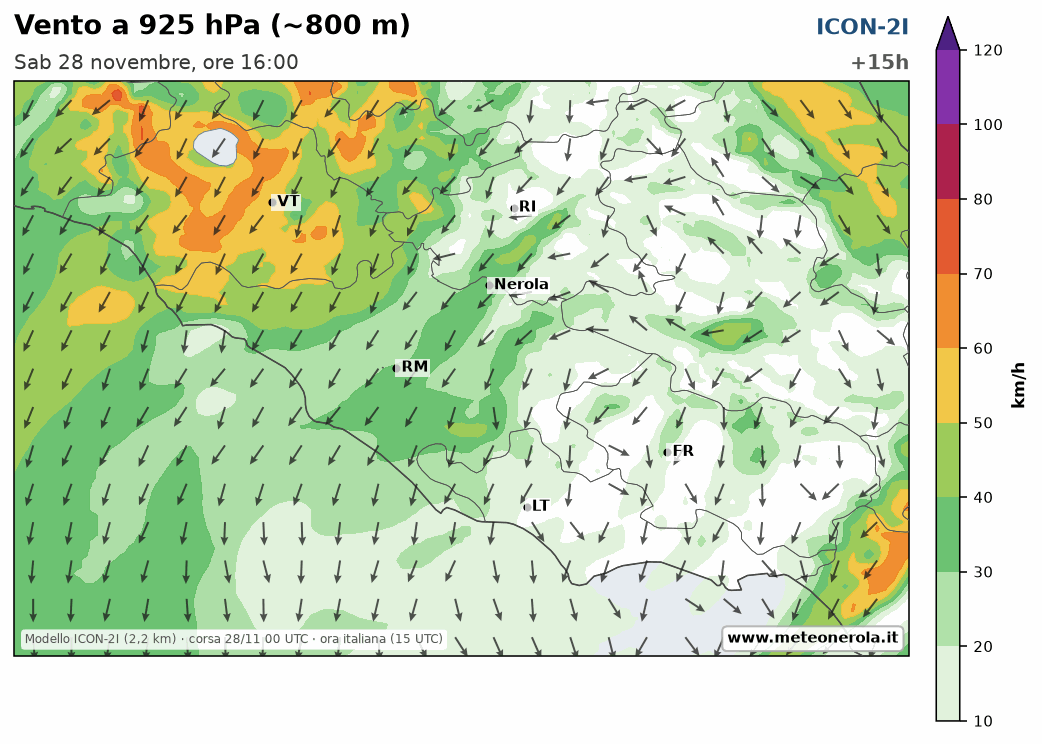 Vento a 925 hPa (~800 m)
ICON-2I
Sab 28 novembre, ore 16:00
+15h
VT
RI
Nerola
RM
FR
LT
Modello ICON-2I (2,2 km) · corsa 28/11 00 UTC · ora italiana (15 UTC)
www.meteonerola.it
120
100
80
70
60
50
40
30
20
10
km/h